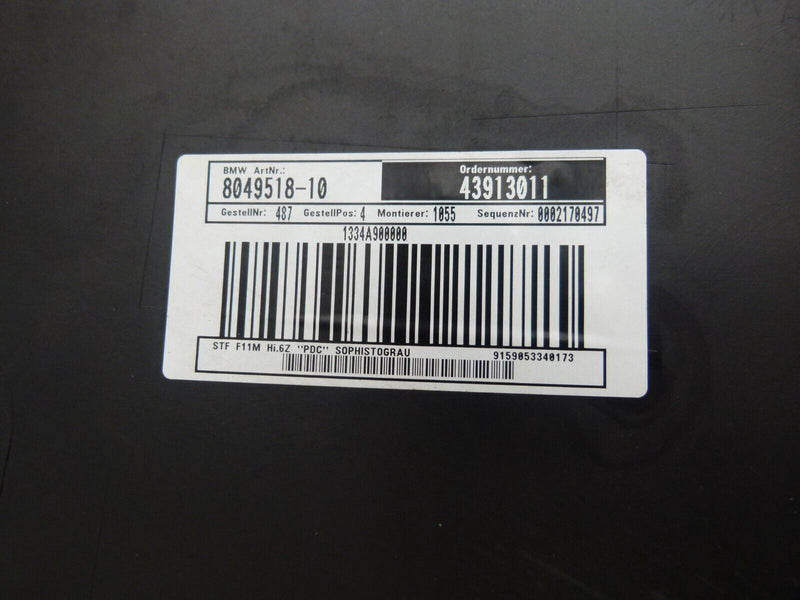 BMW ArtNr.: Ordernummer:
8049518-10 43913011
GestellNr: 487 GestellPos: 4 Montierer: 1055 SequenzNr: 0002170497
1334A900000
STF F11M Hi.6Z "PDC" SOPHISTOGRAU 9159053340173